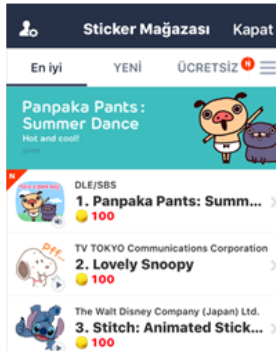 Sticker Mağazası
Kapat
En iyi
YENİ
ÜCRETSİZ
N
Panpaka Pants:
Summer Dance
Hot and cool!
N
DLE/SBS
1. Panpaka Pants: Summ...
100
Pff...
TV TOKYO Communications Corporation
2. Lovely Snoopy
100
The Walt Disney Company (Japan) Ltd.
3. Stitch: Animated Stick...
100